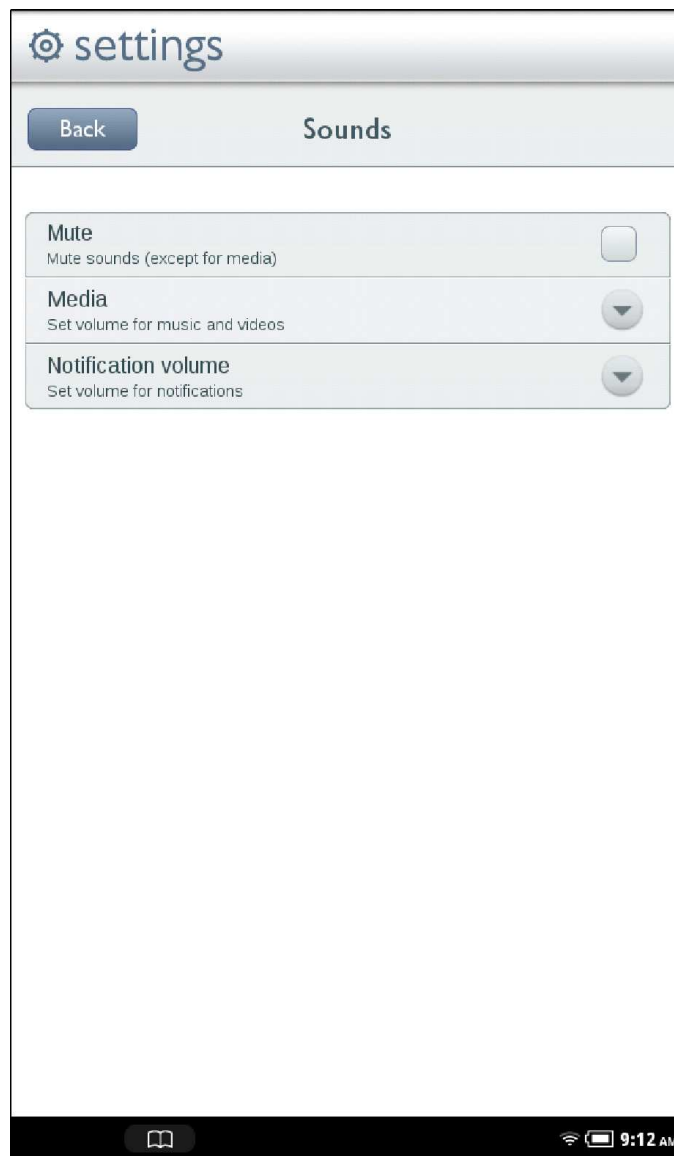 settings
Back
Sounds
Mute
Mute sounds (except for media)
Media
Set volume for music and videos
Notification volume
Set volume for notifications
9:12 AM